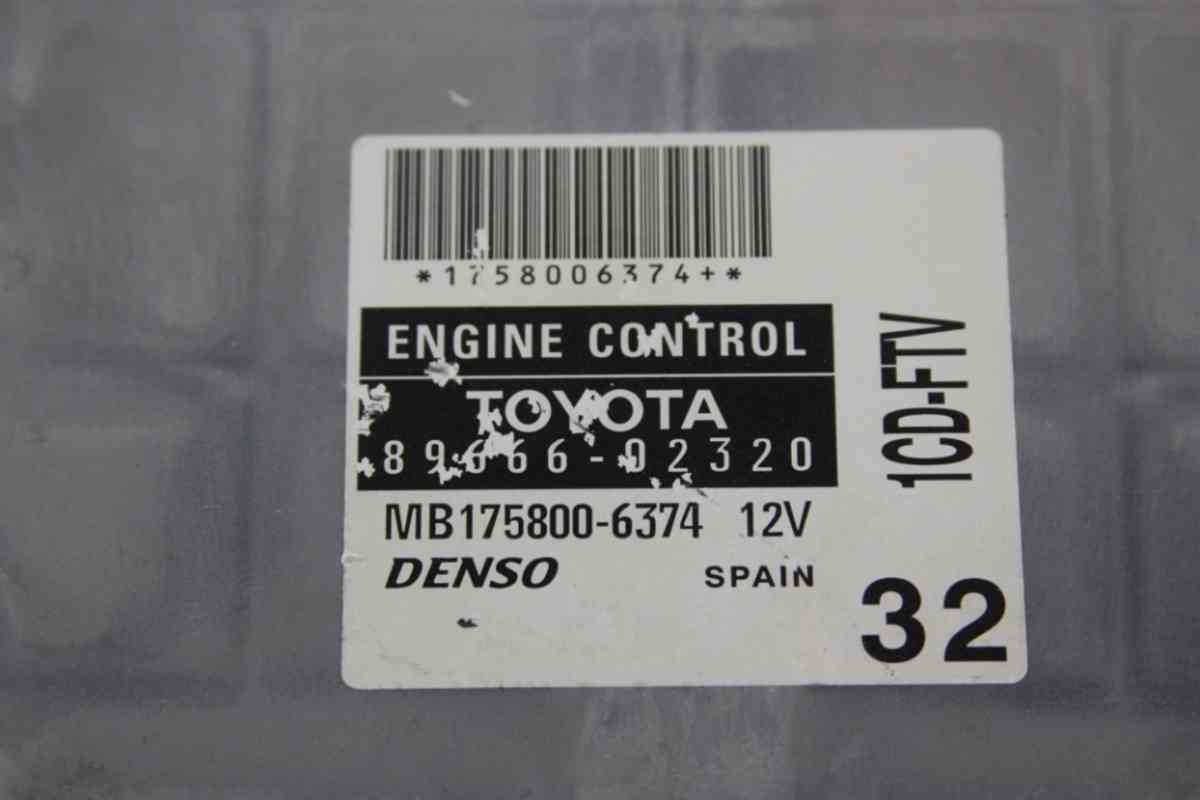 *1758006374+*
ENGINE CONTROL
TOYOTA
89666-02320
MB175800-6374 12V
DENSO SPAIN
1CD-FTV
32